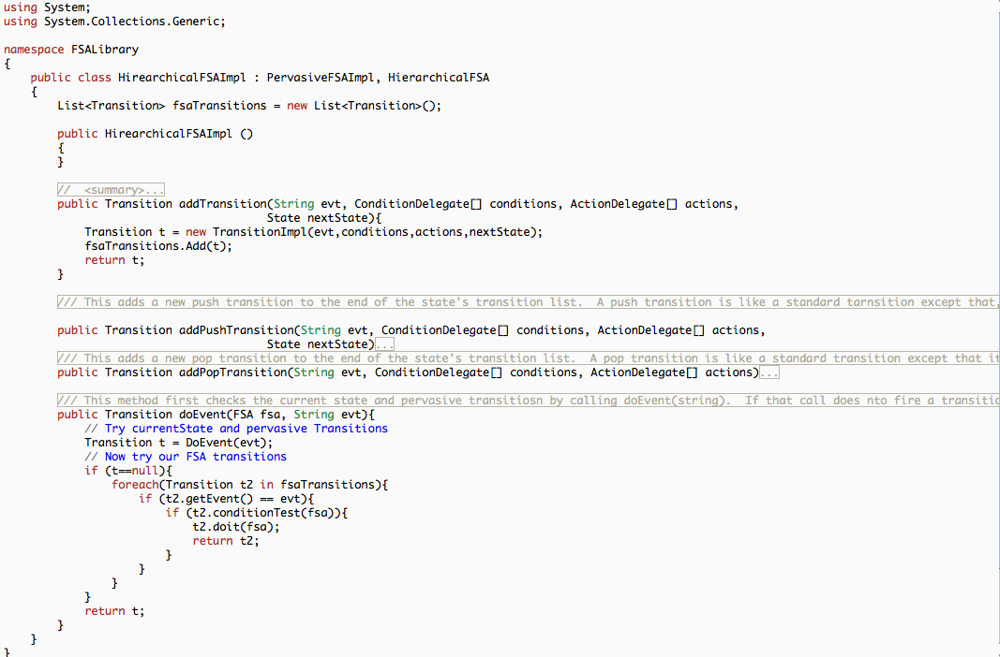 using System;
using System.Collections.Generic;
namespace FSALibrary
{
public class HirearchicalFSAImpl : PervasiveFSAImpl, HierarchicalFSA
{
List<Transition> fsaTransitions = new List<Transition>();
public HirearchicalFSAImpl ()
{
}
// <summary>...
public Transition addTransition(String evt, ConditionDelegate[] conditions, ActionDelegate[] actions,
State nextState){
Transition t = new TransitionImpl(evt,conditions,actions,nextState);
fsaTransitions.Add(t);
return t;
}
/// This adds a new push transition to the end of the state's transition list.  A push transition is like a standard tarnsition except that,
public Transition addPushTransition(String evt, ConditionDelegate[] conditions, ActionDelegate[] actions,
State nextState)...
/// This adds a new pop transition to the end of the state's transition list.  A pop transition is like a standard transition except that it
public Transition addPopTransition(String evt, ConditionDelegate[] conditions, ActionDelegate[] actions)...
/// This method first checks the current state and pervasive transitiosn by calling doEvent(string).  If that call does nto fire a transitio
public Transition doEvent(FSA fsa, String evt){
// Try currentState and pervasive Transitions
Transition t = DoEvent(evt);
// Now try our FSA transitions
if (t==null){
foreach(Transition t2 in fsaTransitions){
if (t2.getEvent() == evt){
if (t2.conditionTest(fsa)){
t2.doit(fsa);
return t2;
}
}
}
}
return t;
}
}
}